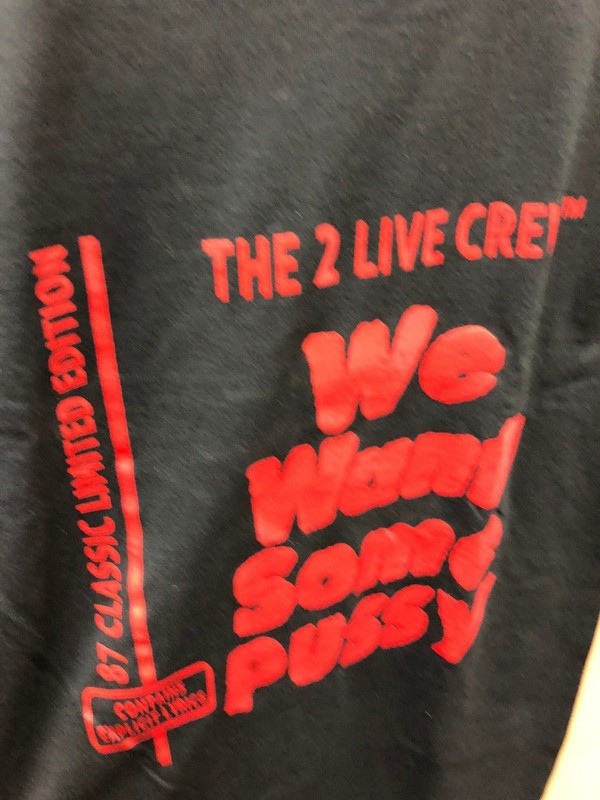 THE 2 LIVE CREW™
We
Want
Some
Pussy
87 CLASSIC LIMITED EDITION
CONTAINS
EXPLICIT LYRICS